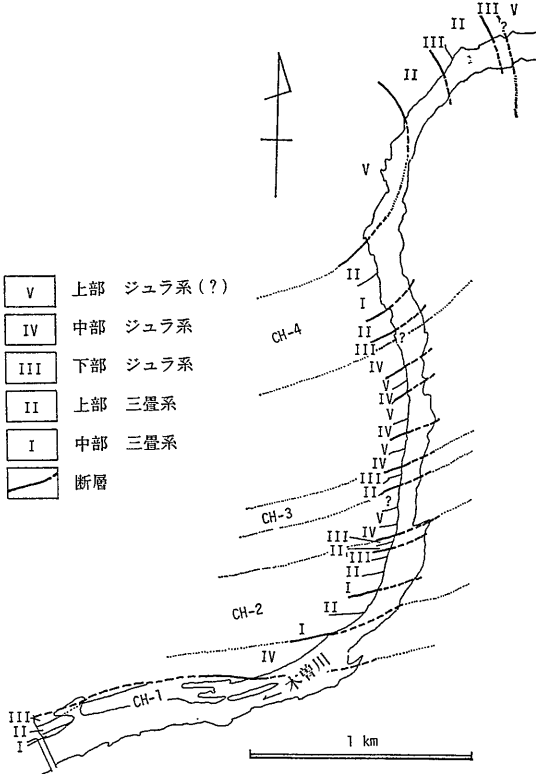 III V
?
II
III
II
V
II
I
CH-4
II
III ?
IV
V
IV
V
IV
V
IV
III
II
?
CH-3
V
IV
III
II
III
II
I
CH-2
II
I
IV
木曽川
CH-1
III
II
I
1 km
V 上部 ジュラ系(?)
IV 中部 ジュラ系
III 下部 ジュラ系
II 上部 三畳系
I 中部 三畳系
断層